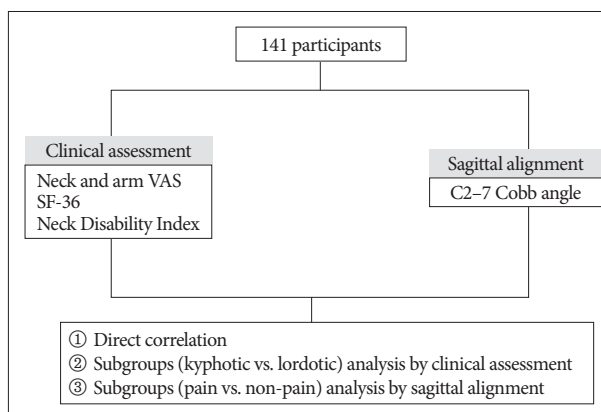 141 participants
Clinical assessment
Neck and arm VAS
SF-36
Neck Disability Index
Sagittal alignment
C2–7 Cobb angle
① Direct correlation
② Subgroups (kyphotic vs. lordotic) analysis by clinical assessment
③ Subgroups (pain vs. non-pain) analysis by sagittal alignment